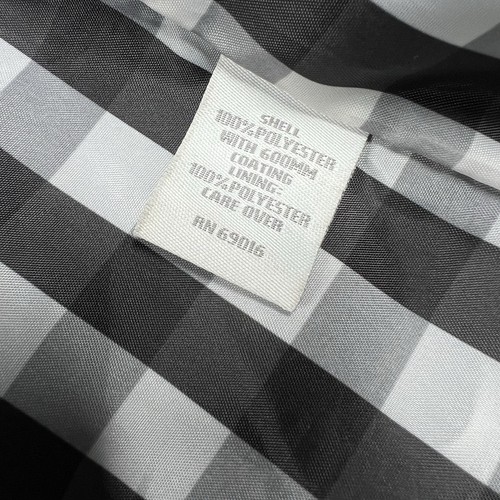 SHELL
100%POLYESTER
WITH 600MM
COATING
LINING:
100%POLYESTER
CARE OVER
RN 69016